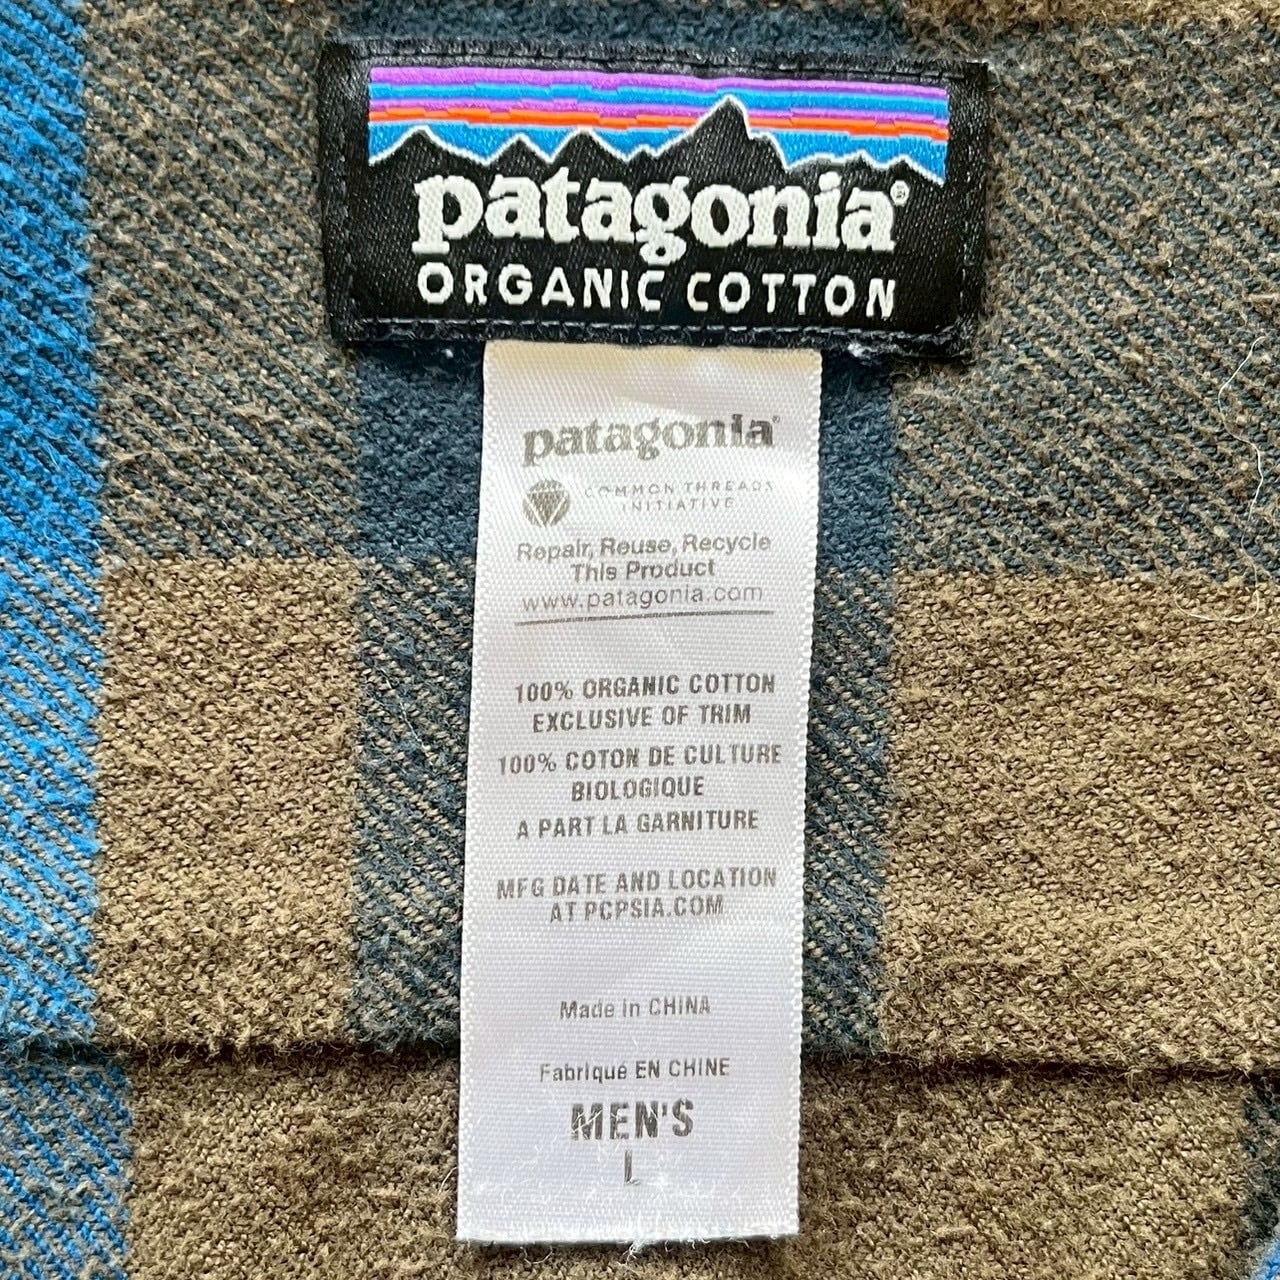 patagonia®
ORGANIC COTTON
patagonia®
COMMON THREADS
INITIATIVE
Repair, Reuse, Recycle
This Product
www.patagonia.com
100% ORGANIC COTTON
EXCLUSIVE OF TRIM
100% COTON DE CULTURE
BIOLOGIQUE
A PART LA GARNITURE
MFG DATE AND LOCATION
AT PCPSIA.COM
Made in CHINA
Fabriqué EN CHINE
MEN'S
L